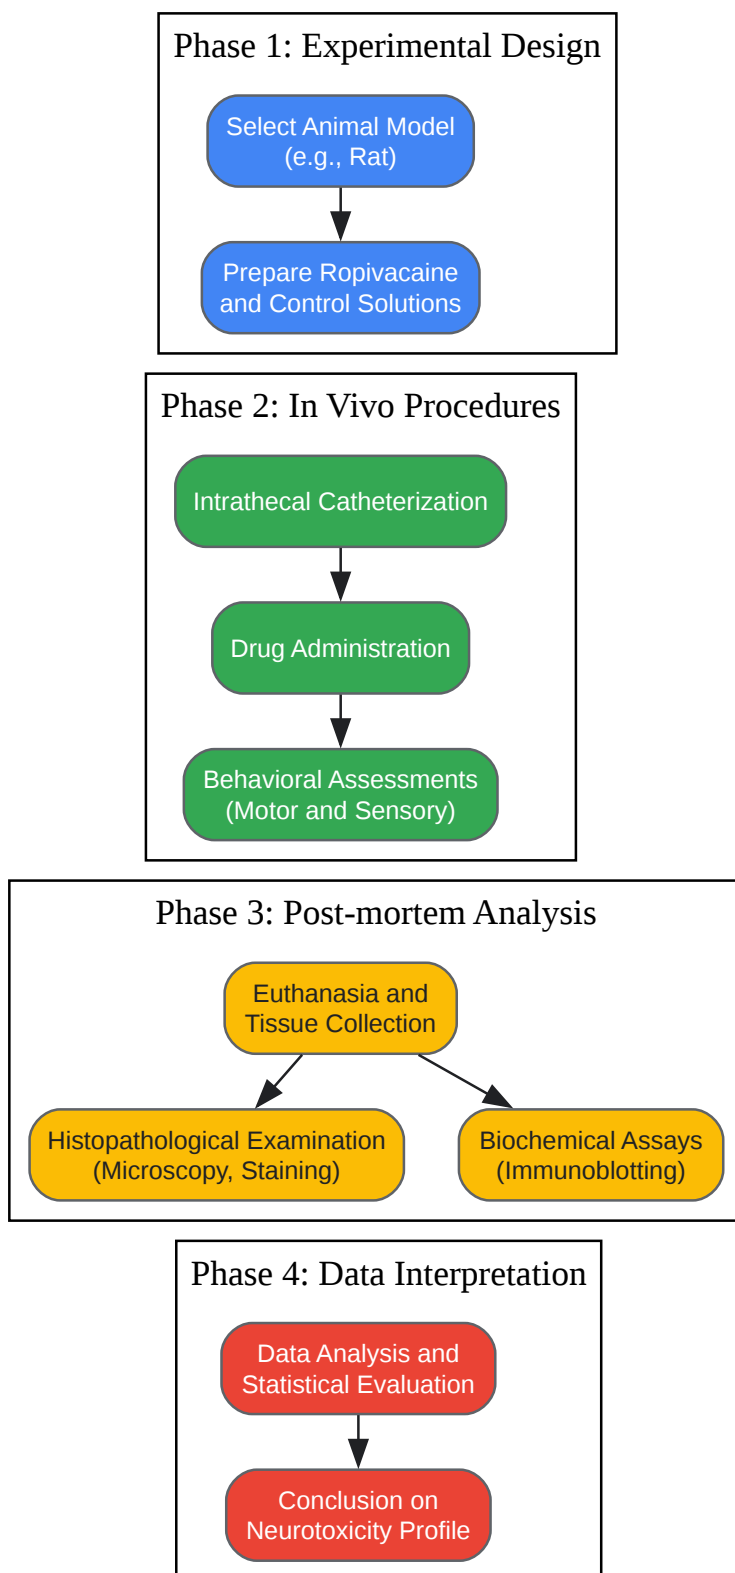 Phase 1: Experimental Design
Select Animal Model
(e.g., Rat)
Prepare Ropivacaine
and Control Solutions
Phase 2: In Vivo Procedures
Intrathecal Catheterization
Drug Administration
Behavioral Assessments
(Motor and Sensory)
Phase 3: Post-mortem Analysis
Euthanasia and
Tissue Collection
Histopathological Examination
(Microscopy, Staining)
Biochemical Assays
(Immunoblotting)
Phase 4: Data Interpretation
Data Analysis and
Statistical Evaluation
Conclusion on
Neurotoxicity Profile